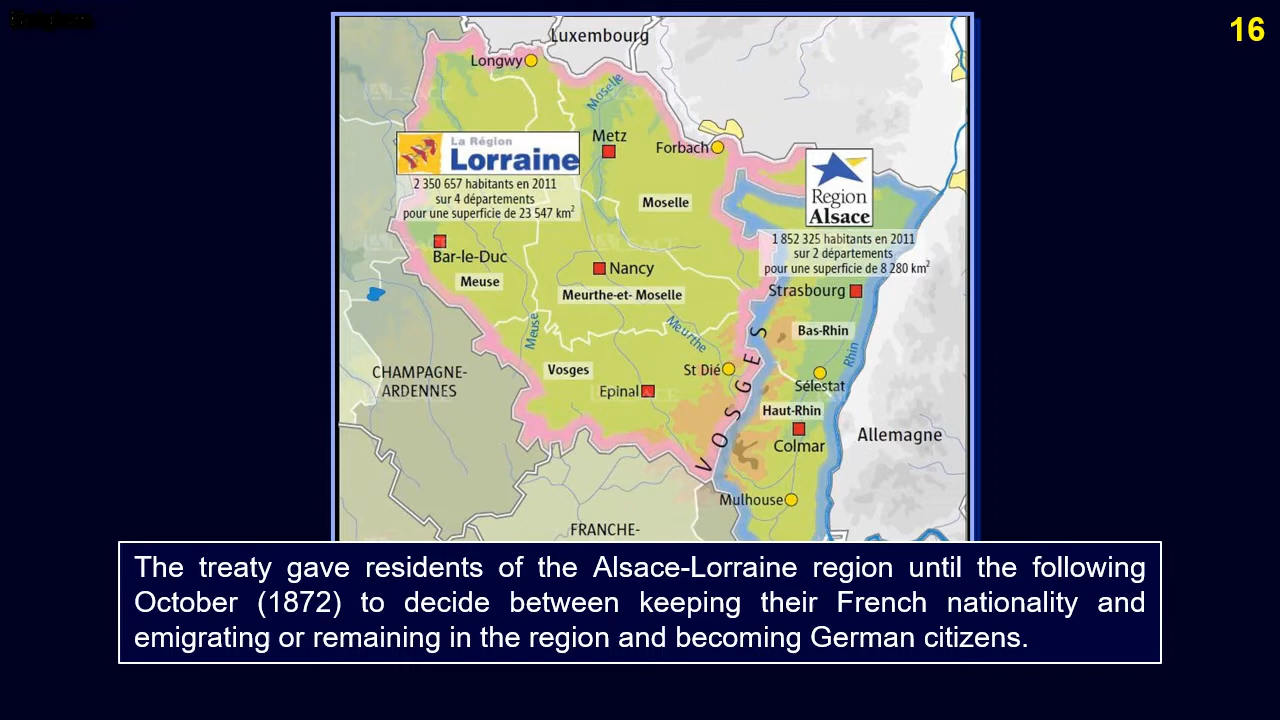 16
Luxembourg
Longwy
Moselle
Metz
Forbach
La Région
Lorraine
2 350 657 habitants en 2011
sur 4 départements
pour une superficie de 23 547 km²
Moselle
Region
Alsace
1 852 325 habitants en 2011
sur 2 départements
pour une superficie de 8 280 km²
Bar-le-Duc
Meuse
Nancy
Meurthe-et- Moselle
Strasbourg
Bas-Rhin
Meuse
Meurthe
Rhin
VOSGES
Vosges
St Dié
Epinal
Sélestat
CHAMPAGNE-
ARDENNES
Haut-Rhin
Colmar
Allemagne
Mulhouse
FRANCHE-
The treaty gave residents of the Alsace-Lorraine region until the following
October (1872) to decide between keeping their French nationality and
emigrating or remaining in the region and becoming German citizens.